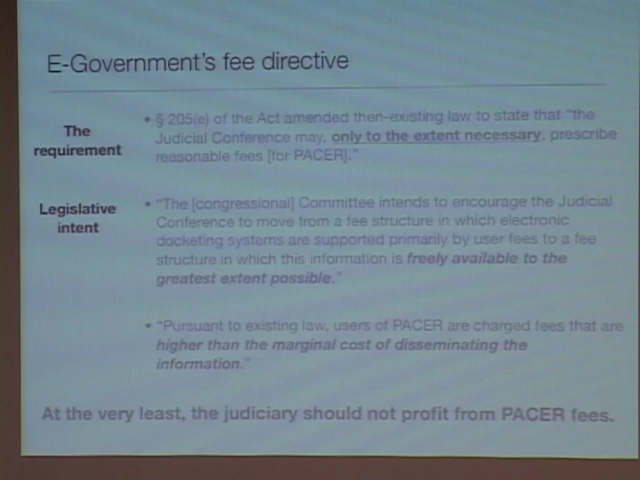 E-Government's fee directive
The
requirement
• § 205(e) of the Act amended then-existing law to state that "the
Judicial Conference may, only to the extent necessary, prescribe
reasonable fees [for PACER]."
Legislative
intent
• "The [congressional] Committee intends to encourage the Judicial
Conference to move from a fee structure in which electronic
docketing systems are supported primarily by user fees to a fee
structure in which this information is freely available to the
greatest extent possible."
• "Pursuant to existing law, users of PACER are charged fees that are
higher than the marginal cost of disseminating the
information."
At the very least, the judiciary should not profit from PACER fees.